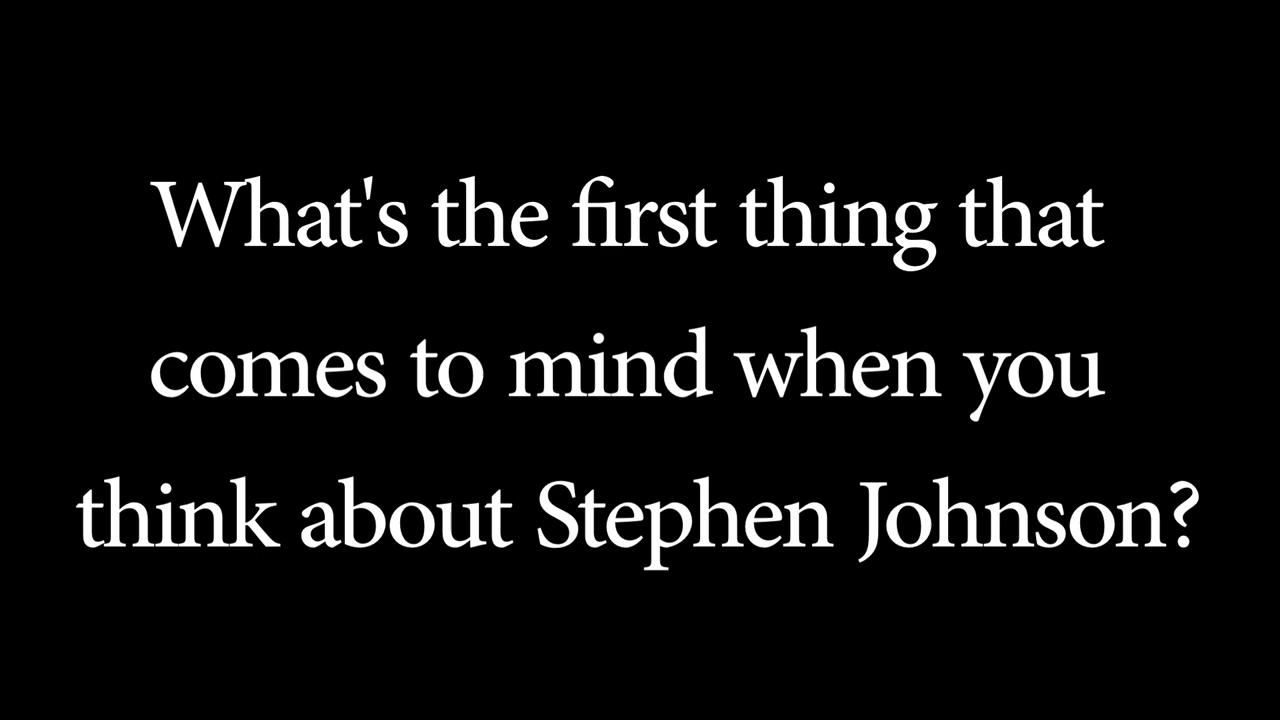 What's the first thing that
comes to mind when you
think about Stephen Johnson?